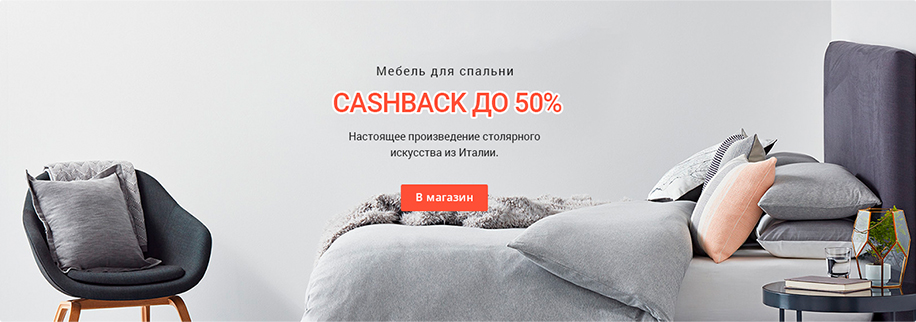 Мебель для спальни
CASHBACK ДО 50%
Настоящее произведение столярного
искусства из Италии.
В магазин